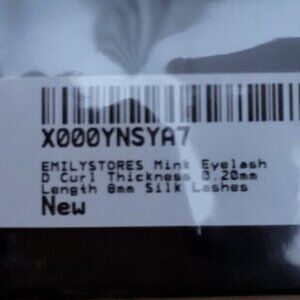 X000YNSYA7
EMILYSTORES Mink Eyelash
D Curl Thickness 0.20mm
Length 8mm Silk Lashes
New